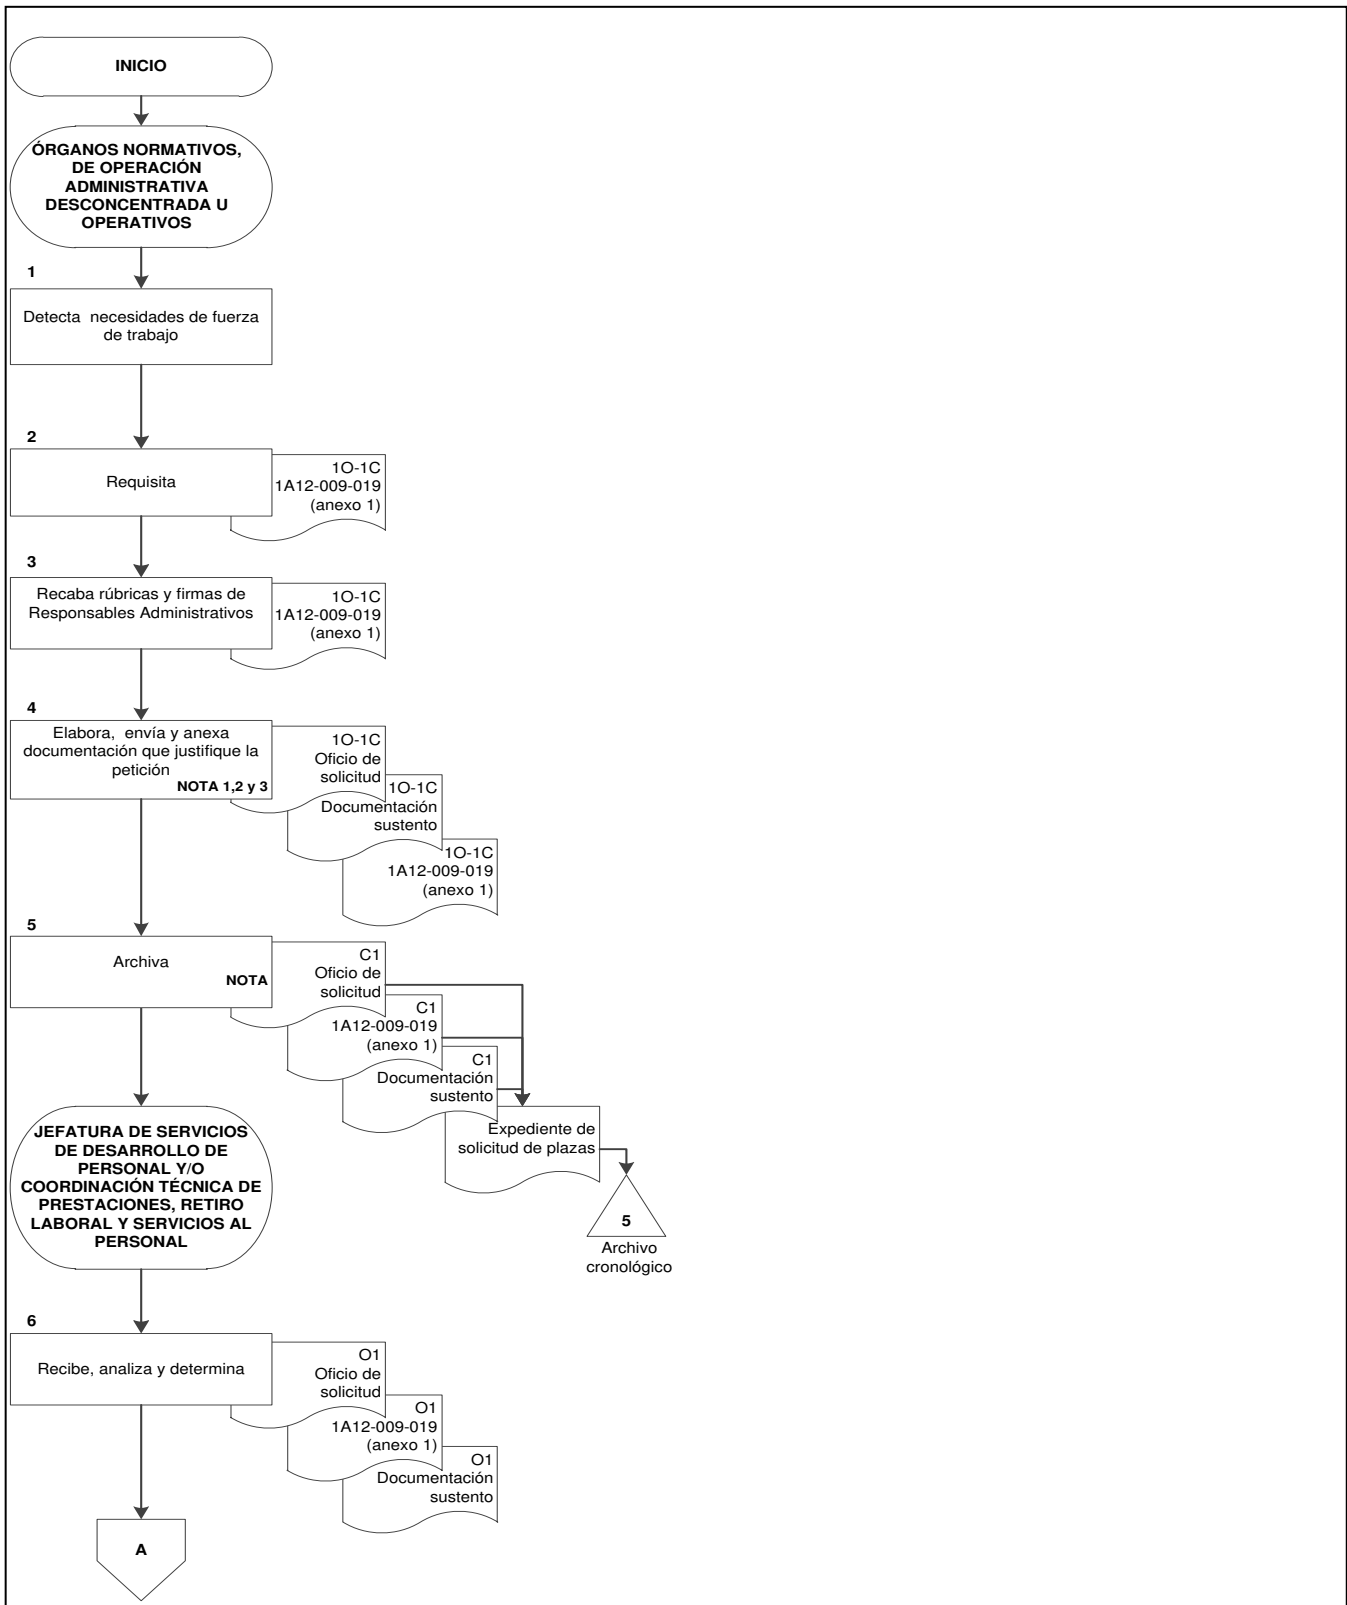 INICIO
ÓRGANOS NORMATIVOS,
DE OPERACIÓN
ADMINISTRATIVA
DESCONCENTRADA U
OPERATIVOS
1
Detecta necesidades de fuerza
de trabajo
2
Requisita
1O-1C
1A12-009-019
(anexo 1)
3
Recaba rúbricas y firmas de
Responsables Administrativos
1O-1C
1A12-009-019
(anexo 1)
4
Elabora, envía y anexa
documentación que justifique la
petición
NOTA 1,2 y 3
1O-1C
Oficio de
solicitud
1O-1C
Documentación
sustento
1O-1C
1A12-009-019
(anexo 1)
5
Archiva
NOTA
C1
Oficio de
solicitud
C1
1A12-009-019
(anexo 1)
C1
Documentación
sustento
Expediente de
solicitud de plazas
5
Archivo
cronológico
JEFATURA DE SERVICIOS
DE DESARROLLO DE
PERSONAL Y/O
COORDINACIÓN TÉCNICA DE
PRESTACIONES, RETIRO
LABORAL Y SERVICIOS AL
PERSONAL
6
Recibe, analiza y determina
O1
Oficio de
solicitud
O1
1A12-009-019
(anexo 1)
O1
Documentación
sustento
A